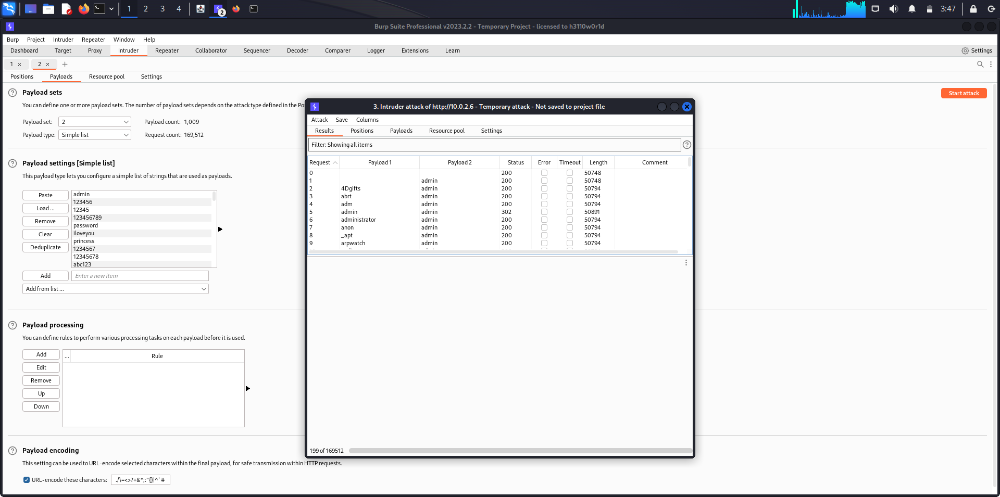 1 2 3 4 2 3:47
Burp Suite Professional v2023.2.2 - Temporary Project - licensed to h3110w0r1d
Burp Project Intruder Repeater Window Help
Dashboard Target Proxy Intruder Repeater Collaborator Sequencer Decoder Comparer Logger Extensions Learn Settings
1 × 2 × +
Positions Payloads Resource pool Settings
? Payload sets
Start attack
You can define one or more payload sets. The number of payload sets depends on the attack type defined in the Po
Payload set: 2 Payload count: 1,009
Payload type: Simple list Request count: 169,512
? Payload settings [Simple list]
This payload type lets you configure a simple list of strings that are used as payloads.
Paste
Load ...
Remove
Clear
Deduplicate
admin
123456
12345
123456789
password
iloveyou
princess
1234567
12345678
abc123
Add Enter a new item
Add from list ...
? Payload processing
You can define rules to perform various processing tasks on each payload before it is used.
Add
Edit
Remove
Up
Down
... Rule
? Payload encoding
This setting can be used to URL-encode selected characters within the final payload, for safe transmission within HTTP requests.
URL-encode these characters: ./\=<>?+&*;:"{}|^`#
3. Intruder attack of http://10.0.2.6 - Temporary attack - Not saved to project file
Attack Save Columns
Results Positions Payloads Resource pool Settings
Filter: Showing all items ?
Request Payload 1 Payload 2 Status Error Timeout Length Comment
0 200 50748
1 admin 200 50748
2 4Dgifts admin 200 50794
3 abrt admin 200 50794
4 adm admin 200 50794
5 admin admin 302 50891
6 administrator admin 200 50794
7 anon admin 200 50794
8 _apt admin 200 50794
9 arpwatch admin 200 50794
199 of 169512